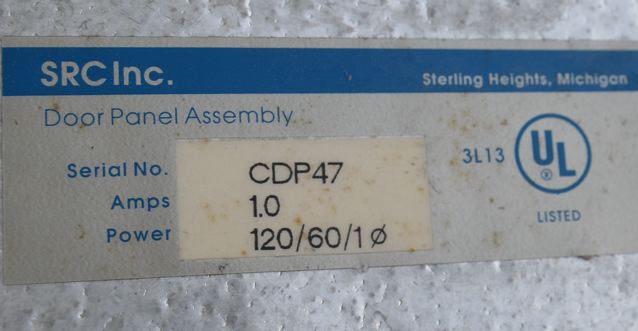 SRC Inc.
Sterling Heights, Michigan
Door Panel Assembly
Serial No. CDP47
Amps 1.0
Power 120/60/1 ø
3L13 UL ®
LISTED